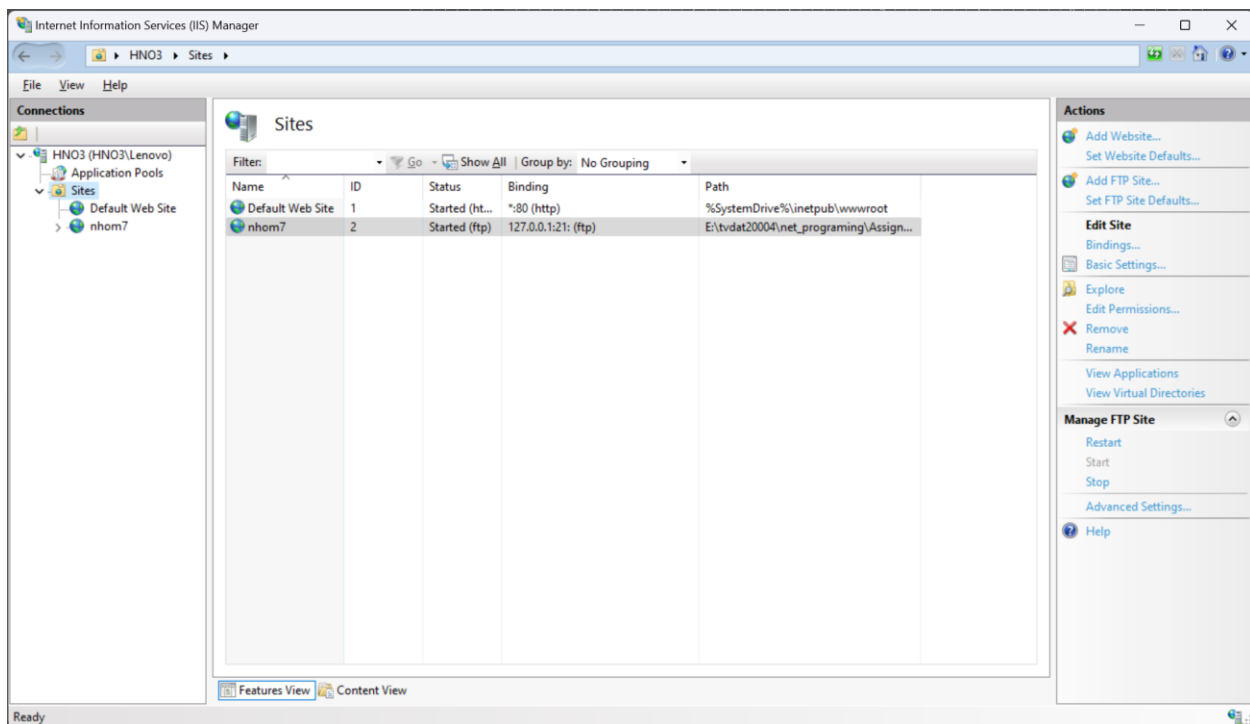 Internet Information Services (IIS) Manager
HNO3 Sites
File View Help
Connections
HNO3 (HNO3\Lenovo)
Application Pools
Sites
Default Web Site
nhom7
Sites
Filter: Go Show All Group by: No Grouping
Name ID Status Binding Path
Default Web Site 1 Started (ht... *:80 (http) %SystemDrive%\inetpub\wwwroot
nhom7 2 Started (ftp) 127.0.0.1:21: (ftp) E:\tvdat20004\net_programing\Assign...
Features View Content View
Actions
Add Website...
Set Website Defaults...
Add FTP Site...
Set FTP Site Defaults...
Edit Site
Bindings...
Basic Settings...
Explore
Edit Permissions...
Remove
Rename
View Applications
View Virtual Directories
Manage FTP Site
Restart
Start
Stop
Advanced Settings...
Help
Ready